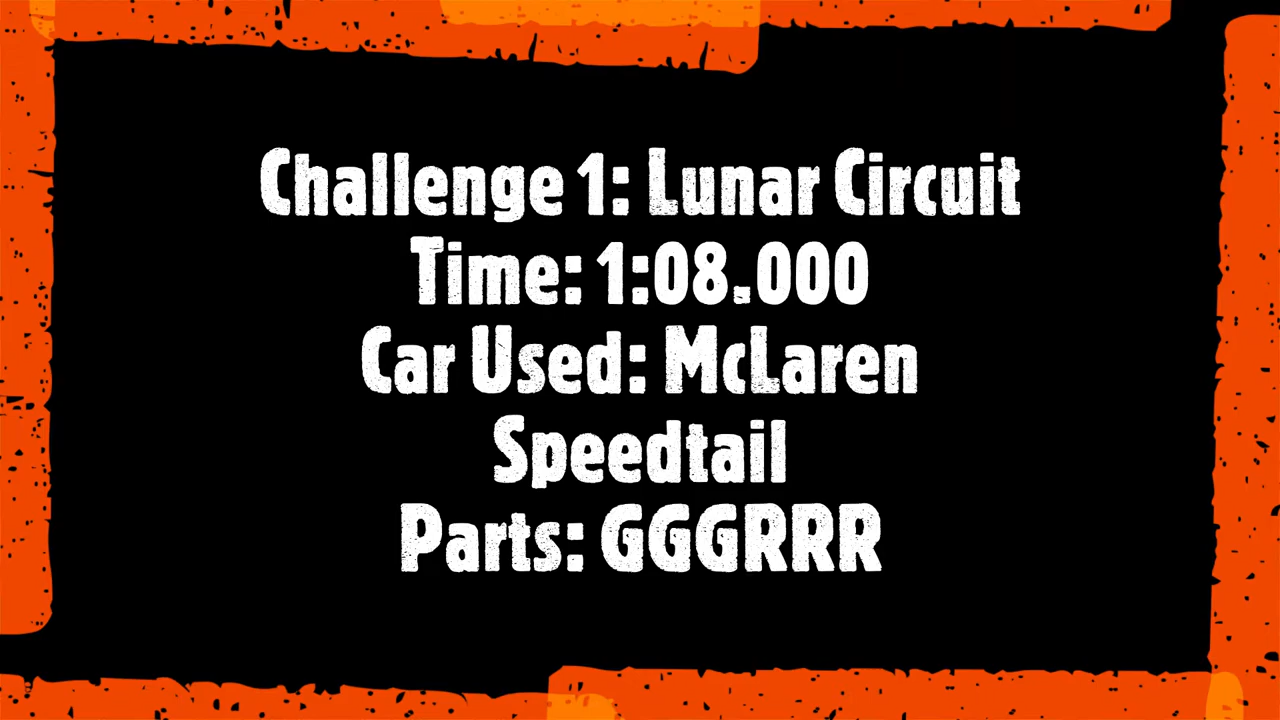 Challenge 1: Lunar Circuit
Time: 1:08.000
Car Used: McLaren
Speedtail
Parts: GGGRRR